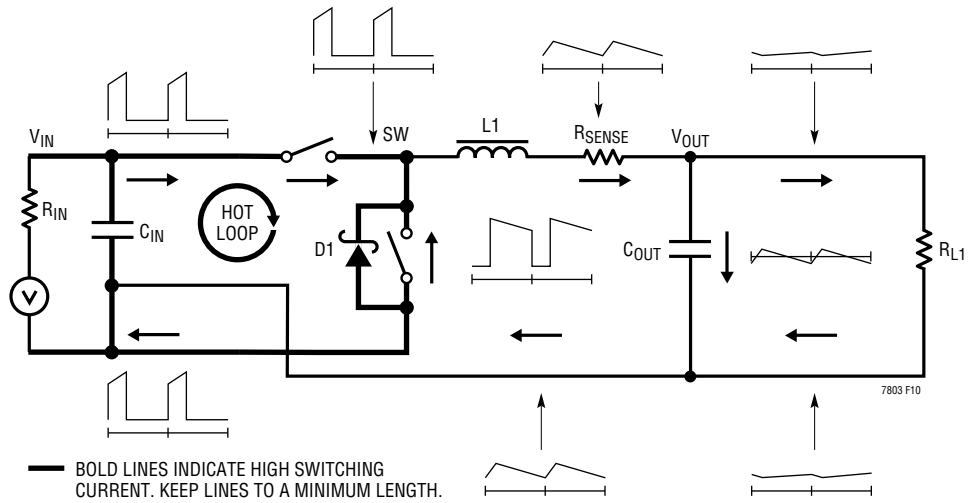 V_IN
SW
L1
R_SENSE
V_OUT
R_IN
C_IN
HOT
LOOP
D1
C_OUT
R_L1
V
7803 F10
BOLD LINES INDICATE HIGH SWITCHING
CURRENT. KEEP LINES TO A MINIMUM LENGTH.